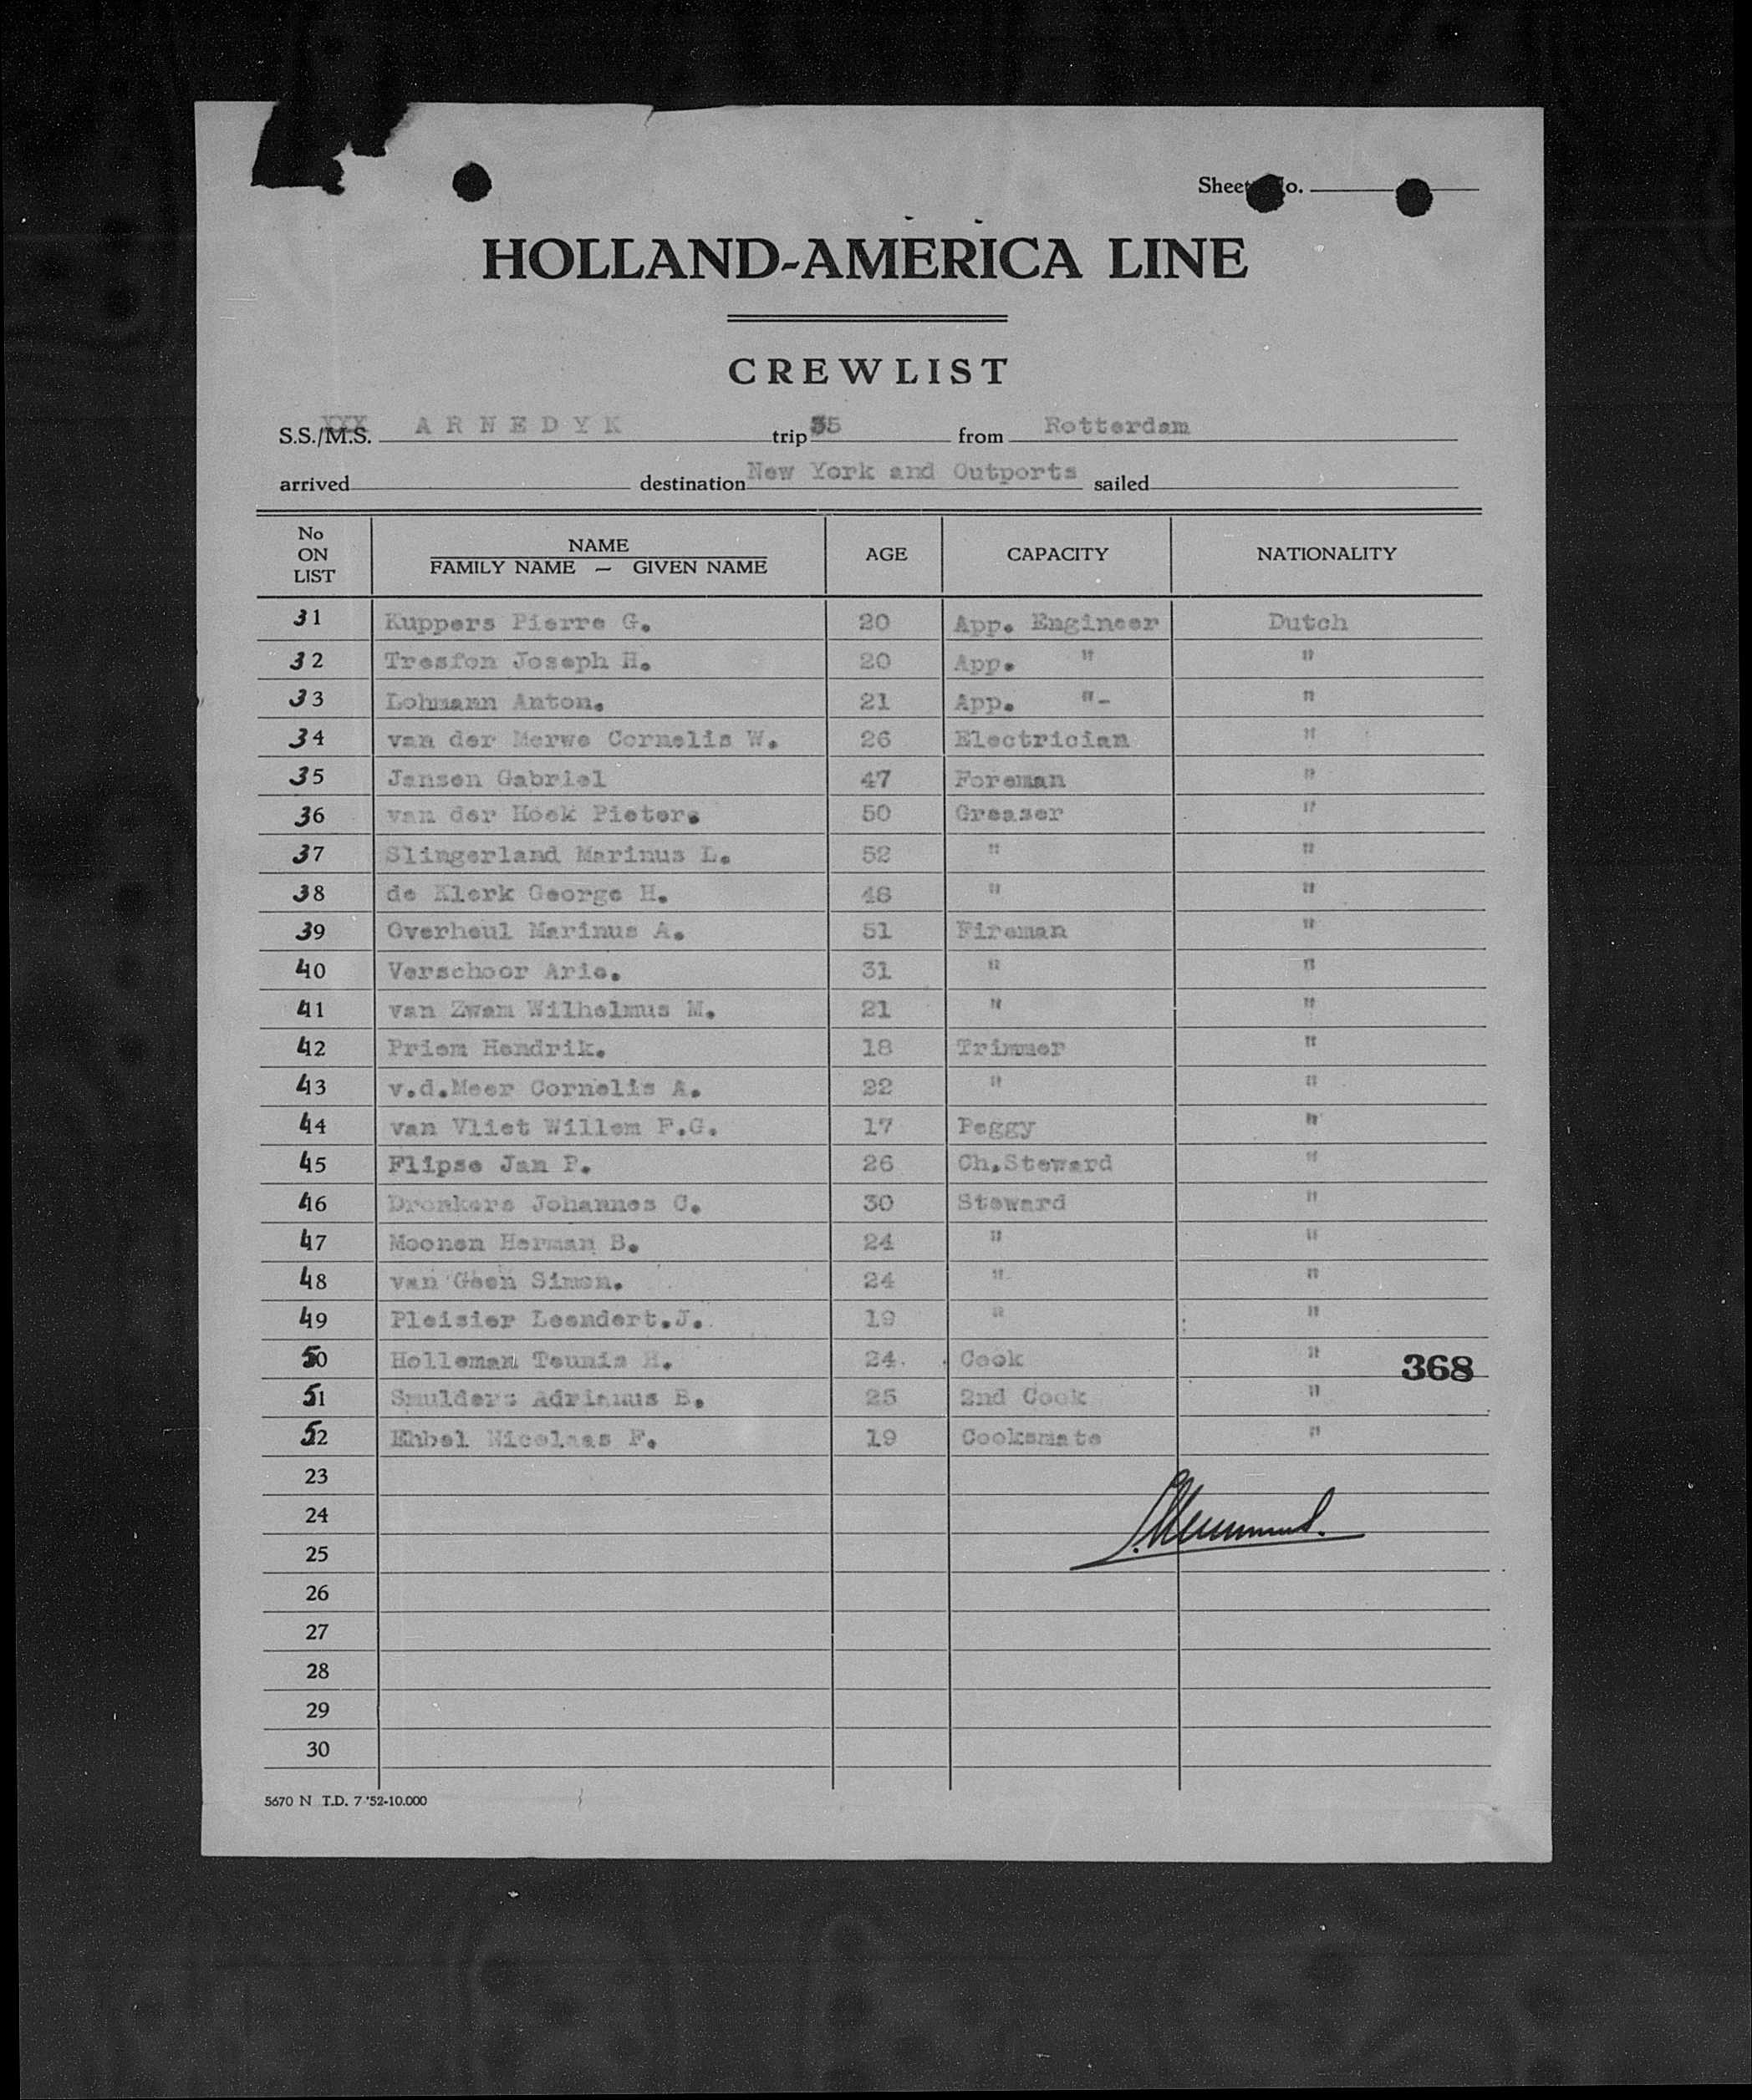 Sheet No.
HOLLAND-AMERICA LINE
CREWLIST
S.S./M.S. XXX ARNEDYK trip 35 from Rotterdam
arrived destination New York and Outports sailed
No ON LIST NAME FAMILY NAME — GIVEN NAME AGE CAPACITY NATIONALITY
31 Kuppers Pierre G. 20 App. Engineer Dutch
32 Tresfon Joseph H. 20 App. " "
33 Lohmann Anton. 21 App. "- "
34 van der Merwe Cornelis W. 26 Electrician "
35 Jansen Gabriel 47 Foreman "
36 van der Hoek Pieter. 50 Greaser "
37 Slingerland Marinus L. 52 " "
38 de Klerk George H. 48 " "
39 Overheul Marinus A. 51 Fireman "
40 Verschoor Arie. 31 " "
41 van Zwam Wilhelmus M. 21 " "
42 Priem Hendrik. 18 Trimmer "
43 v.d.Meer Cornelis A. 22 " "
44 van Vliet Willem F.G. 17 Peggy "
45 Flipse Jan P. 26 Ch.Steward "
46 Dronkers Johannes C. 30 Steward "
47 Moonen Herman B. 24 " "
48 van Geen Simon. 24 " "
49 Pleisier Leendert.J. 19 " "
50 Holleman Teunis H. 24 Cook "
368
51 Smulders Adrianus B. 25 2nd Cook "
52 Ehbel Nicolaas F. 19 Cooksmate "
23
24
25
26
27
28
29
30
5670 N T.D. 7 '52-10.000